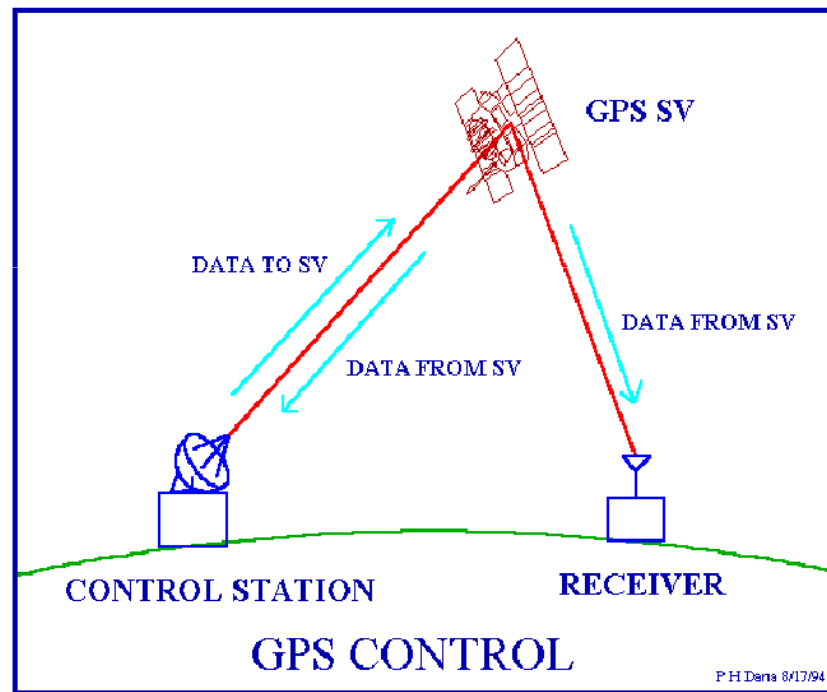 GPS SV
DATA TO SV
DATA FROM SV
DATA FROM SV
CONTROL STATION
RECEIVER
GPS CONTROL
P H Dana 8/17/94